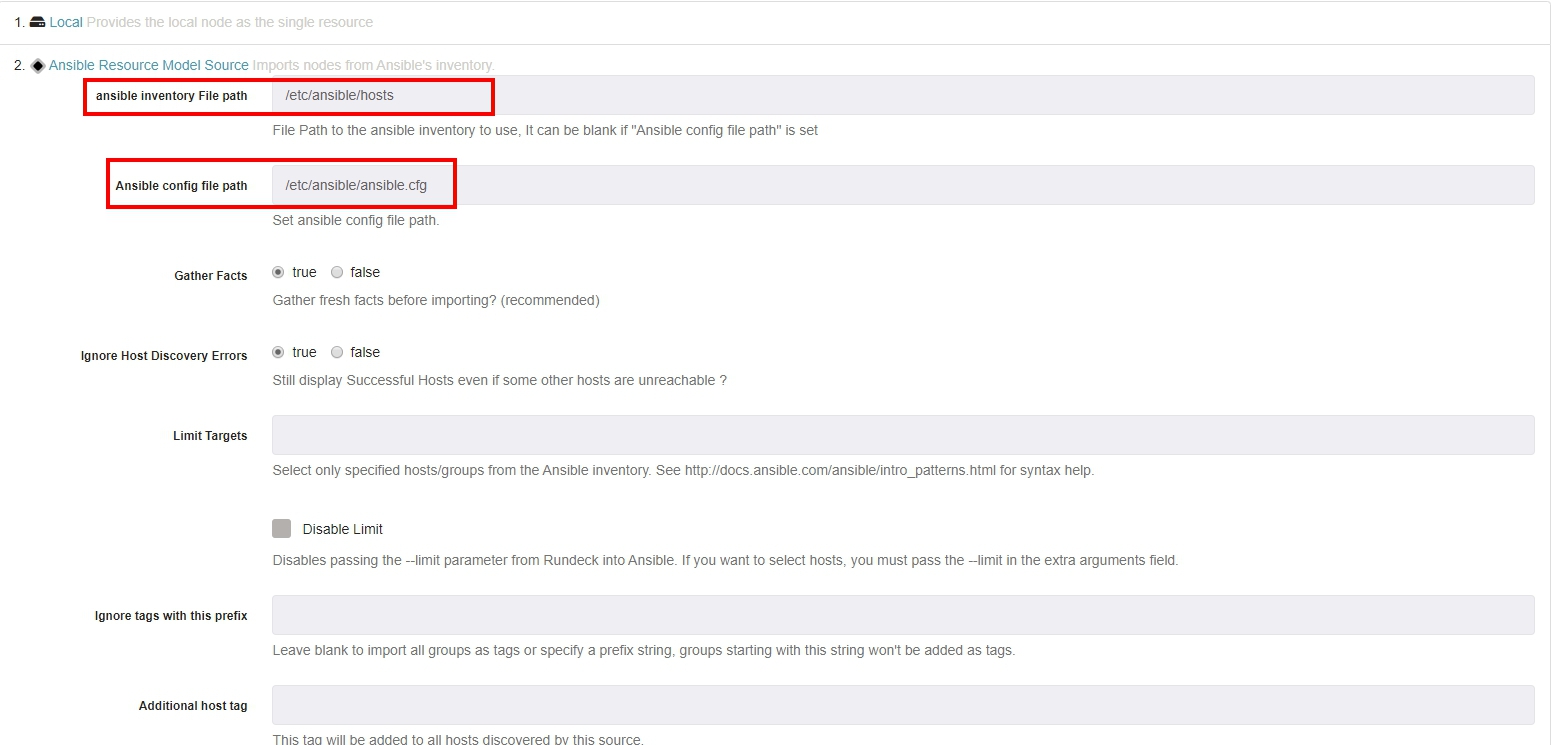 1. Local Provides the local node as the single resource
2. Ansible Resource Model Source Imports nodes from Ansible's inventory.
ansible inventory File path /etc/ansible/hosts
File Path to the ansible inventory to use, It can be blank if "Ansible config file path" is set
Ansible config file path /etc/ansible/ansible.cfg
Set ansible config file path.
Gather Facts true false
Gather fresh facts before importing? (recommended)
Ignore Host Discovery Errors true false
Still display Successful Hosts even if some other hosts are unreachable ?
Limit Targets
Select only specified hosts/groups from the Ansible inventory. See http://docs.ansible.com/ansible/intro_patterns.html for syntax help.
Disable Limit
Disables passing the --limit parameter from Rundeck into Ansible. If you want to select hosts, you must pass the --limit in the extra arguments field.
Ignore tags with this prefix
Leave blank to import all groups as tags or specify a prefix string, groups starting with this string won't be added as tags.
Additional host tag
This tag will be added to all hosts discovered by this source.